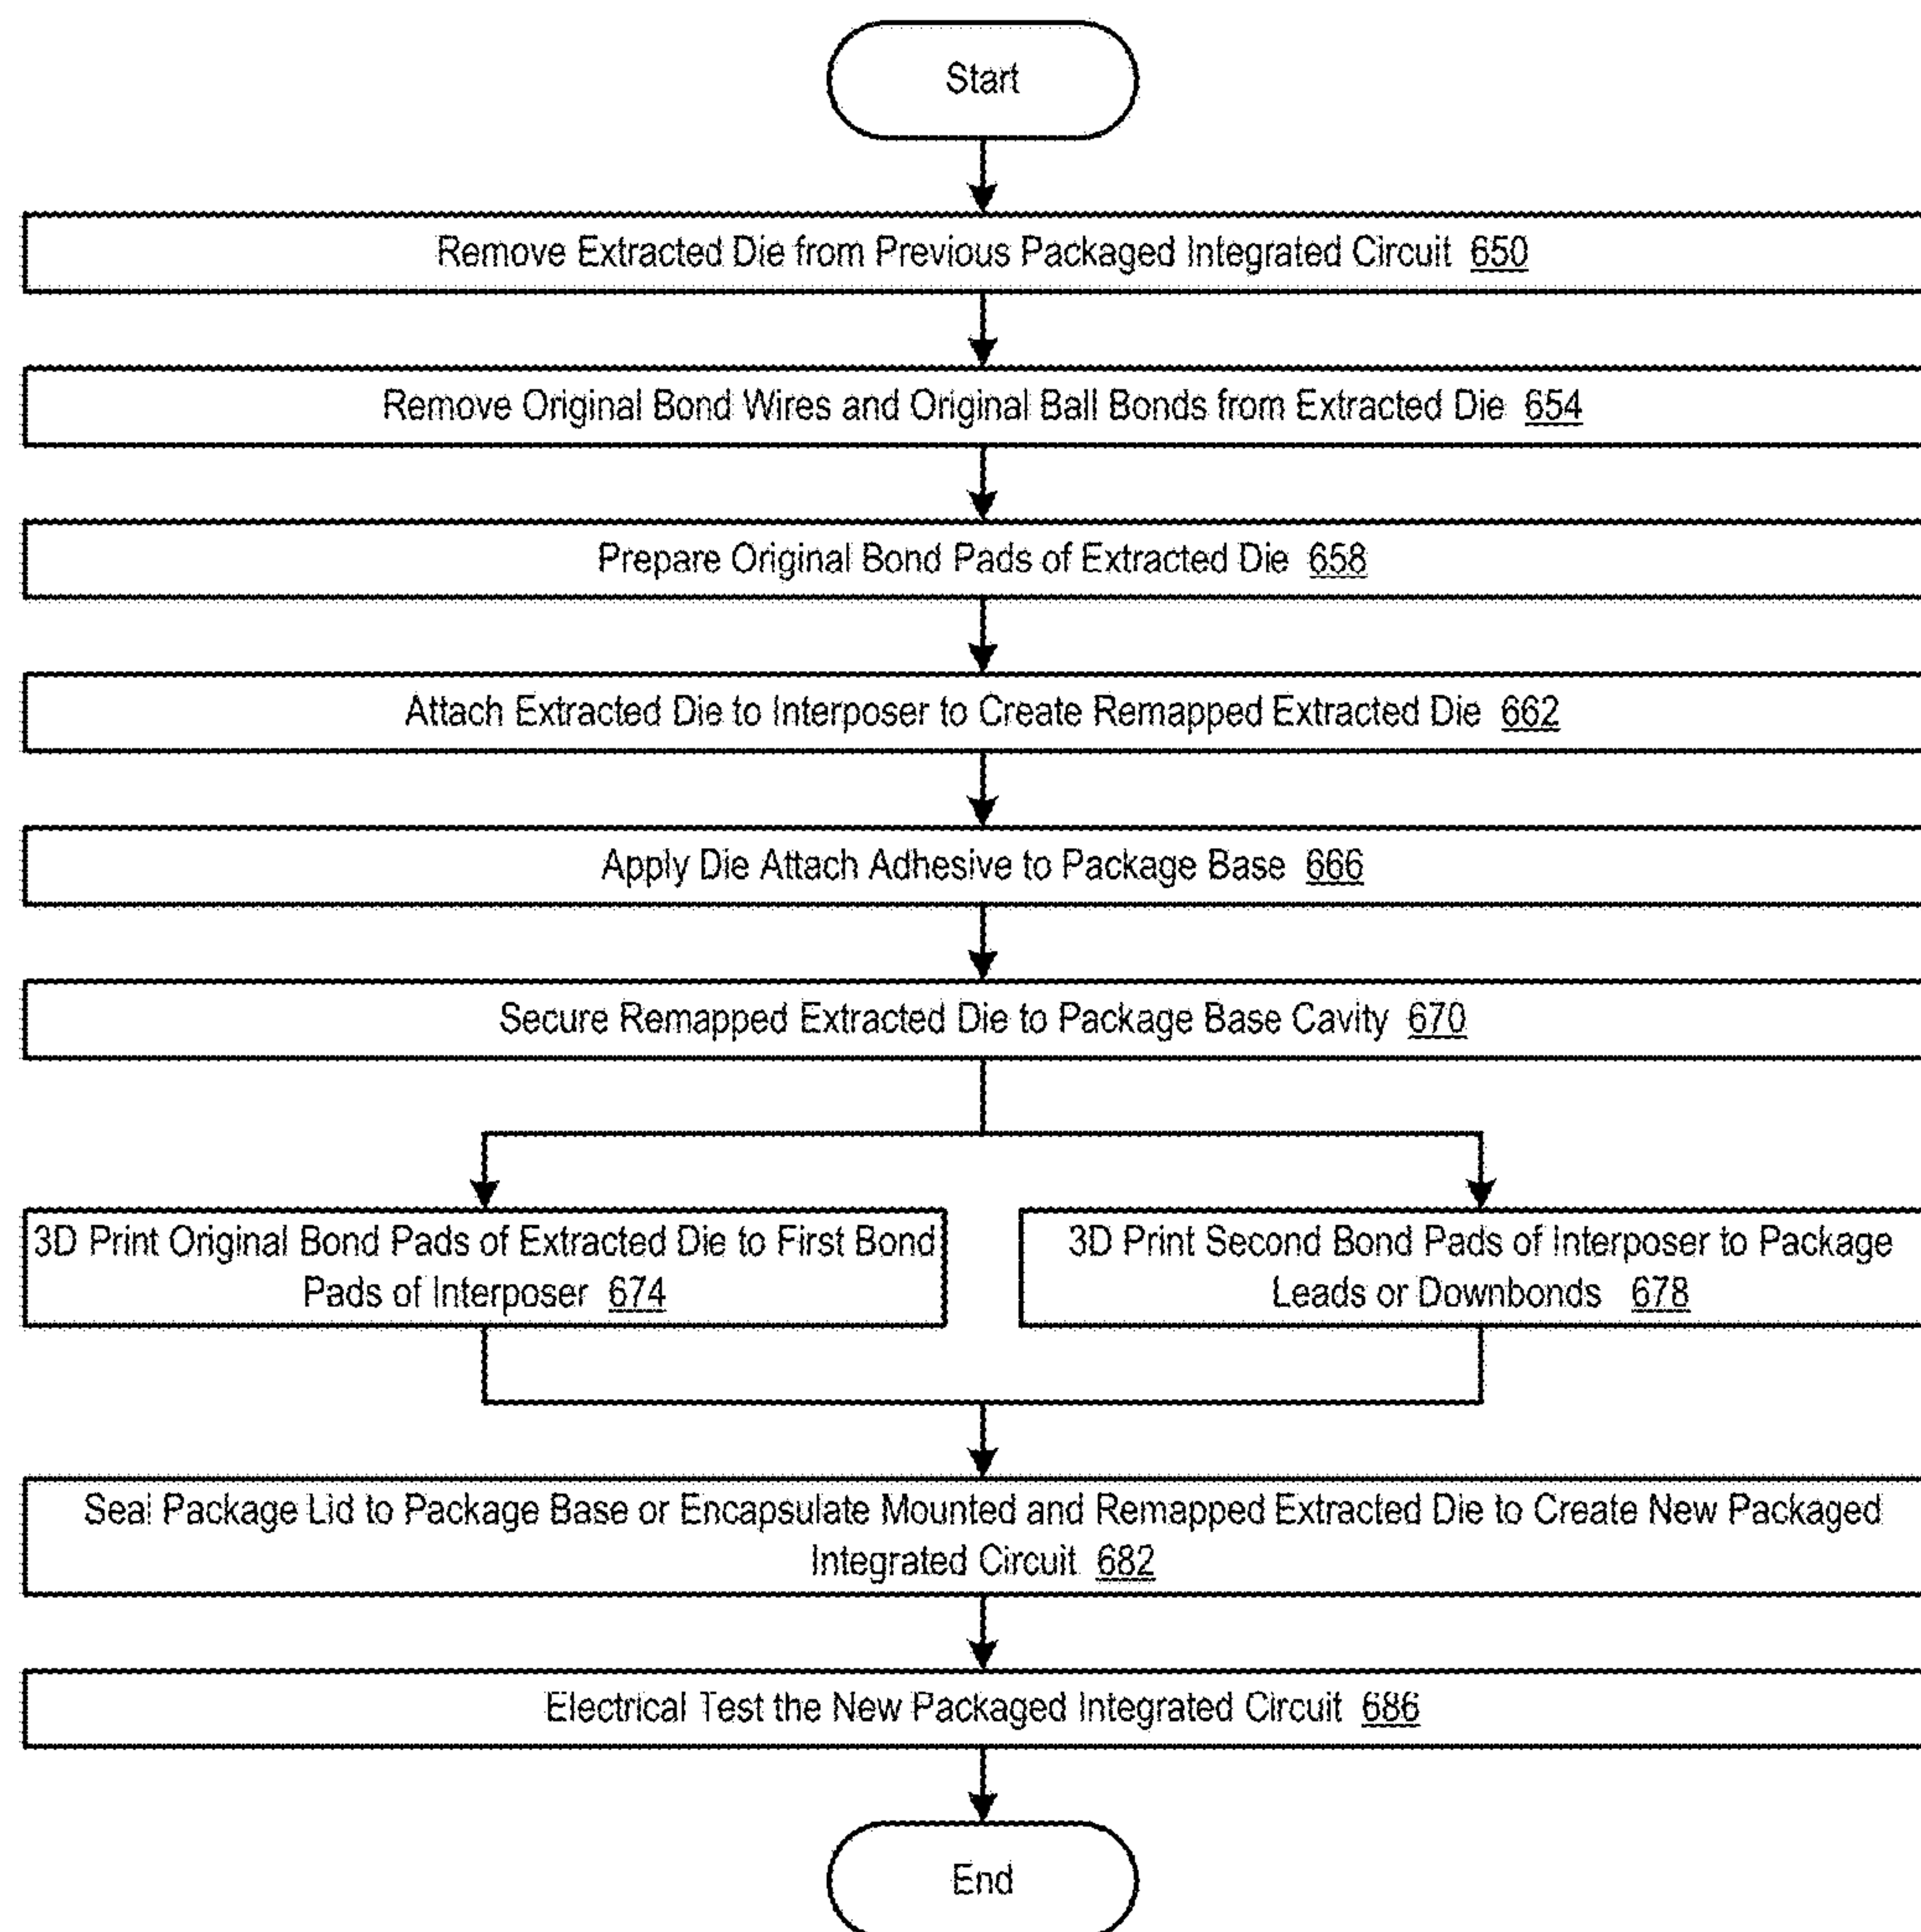 Start
Remove Extracted Die from Previous Packaged Integrated Circuit 650
Remove Original Bond Wires and Original Ball Bonds from Extracted Die 654
Prepare Original Bond Pads of Extracted Die 658
Attach Extracted Die to Interposer to Create Remapped Extracted Die 662
Apply Die Attach Adhesive to Package Base 666
Secure Remapped Extracted Die to Package Base Cavity 670
3D Print Original Bond Pads of Extracted Die to First Bond
Pads of Interposer 674
3D Print Second Bond Pads of Interposer to Package
Leads or Downbonds 678
Seal Package Lid to Package Base or Encapsulate Mounted and Remapped Extracted Die to Create New Packaged
Integrated Circuit 682
Electrical Test the New Packaged Integrated Circuit 686
End